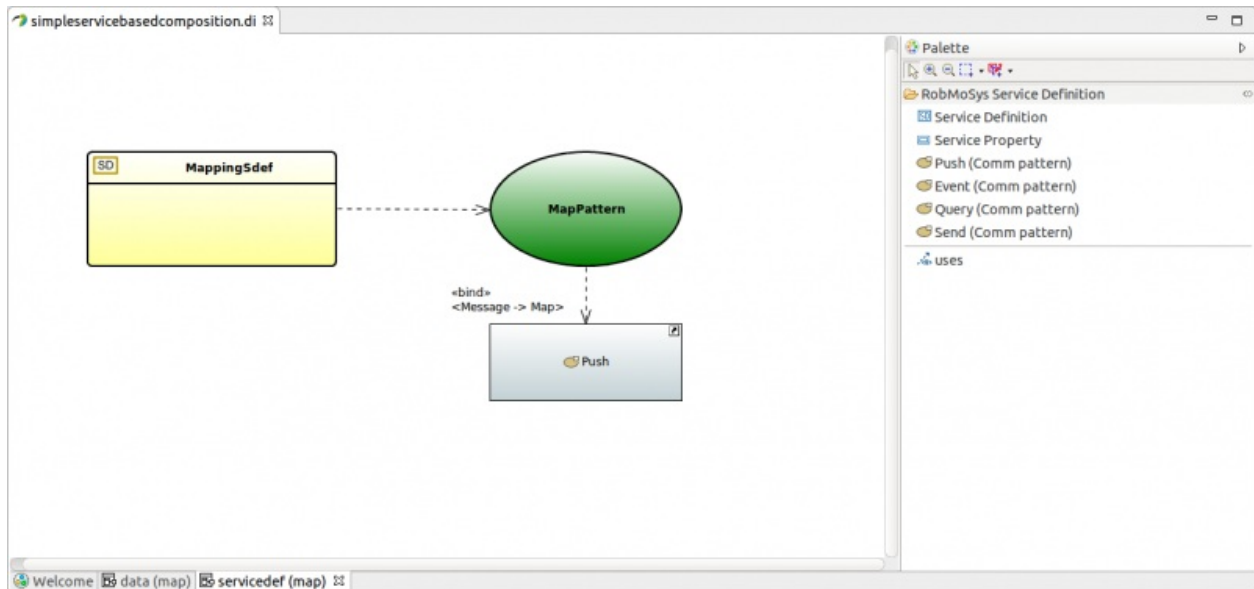 simpleservicebasedcomposition.di
Palette
RobMoSys Service Definition
Service Definition
Service Property
Push (Comm pattern)
Event (Comm pattern)
Query (Comm pattern)
Send (Comm pattern)
uses
SD
MappingSdef
MapPattern
«bind»
<Message -> Map>
Push
Welcome
data (map)
servicedef (map)